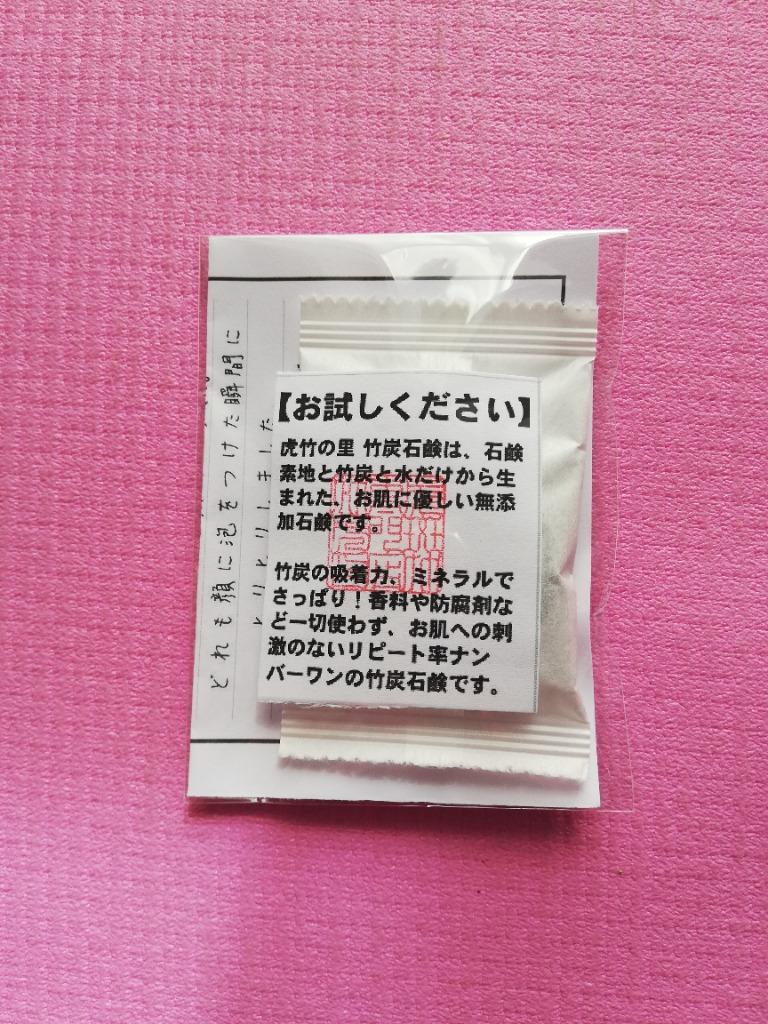 【お試しください】
虎竹の里 竹炭石鹸は、石鹸
素地と竹炭と水だけから生
まれた、お肌に優しい無添
加石鹸です。
竹炭の吸着力、ミネラルで
さっぱり！香料や防腐剤な
ど一切使わず、お肌への刺
激のないリピート率ナン
バーワンの竹炭石鹸です。
どれも顔に泡をつけた瞬間に